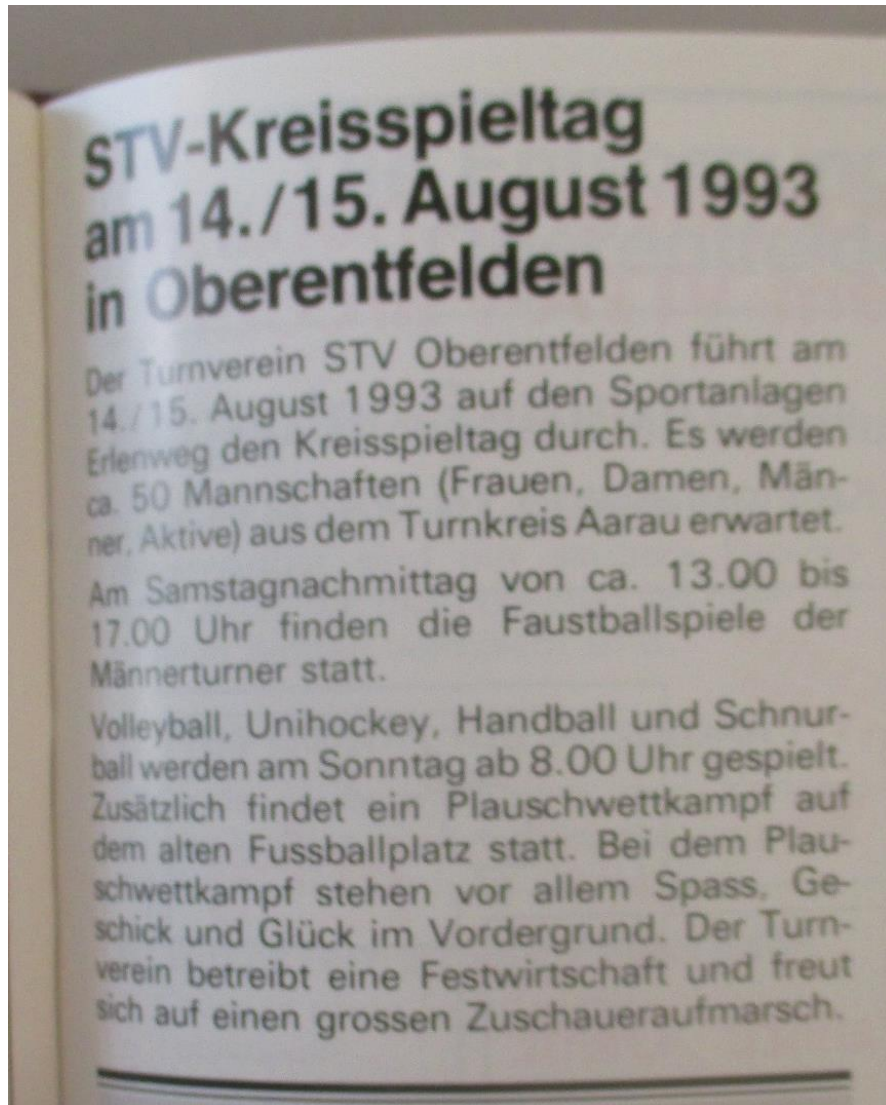 STV-Kreisspieltag
am 14./15. August 1993
in Oberentfelden
Der Turnverein STV Oberentfelden führt am
14./15. August 1993 auf den Sportanlagen
Erlenweg den Kreisspieltag durch. Es werden
ca. 50 Mannschaften (Frauen, Damen, Män-
ner, Aktive) aus dem Turnkreis Aarau erwartet.
Am Samstagnachmittag von ca. 13.00 bis
17.00 Uhr finden die Faustballspiele der
Männerturner statt.
Volleyball, Unihockey, Handball und Schnur-
ball werden am Sonntag ab 8.00 Uhr gespielt.
Zusätzlich findet ein Plauschwettkampf auf
dem alten Fussballplatz statt. Bei dem Plau-
schwettkampf stehen vor allem Spass, Ge-
schick und Glück im Vordergrund. Der Turn-
verein betreibt eine Festwirtschaft und freut
sich auf einen grossen Zuschaueraufmarsch.